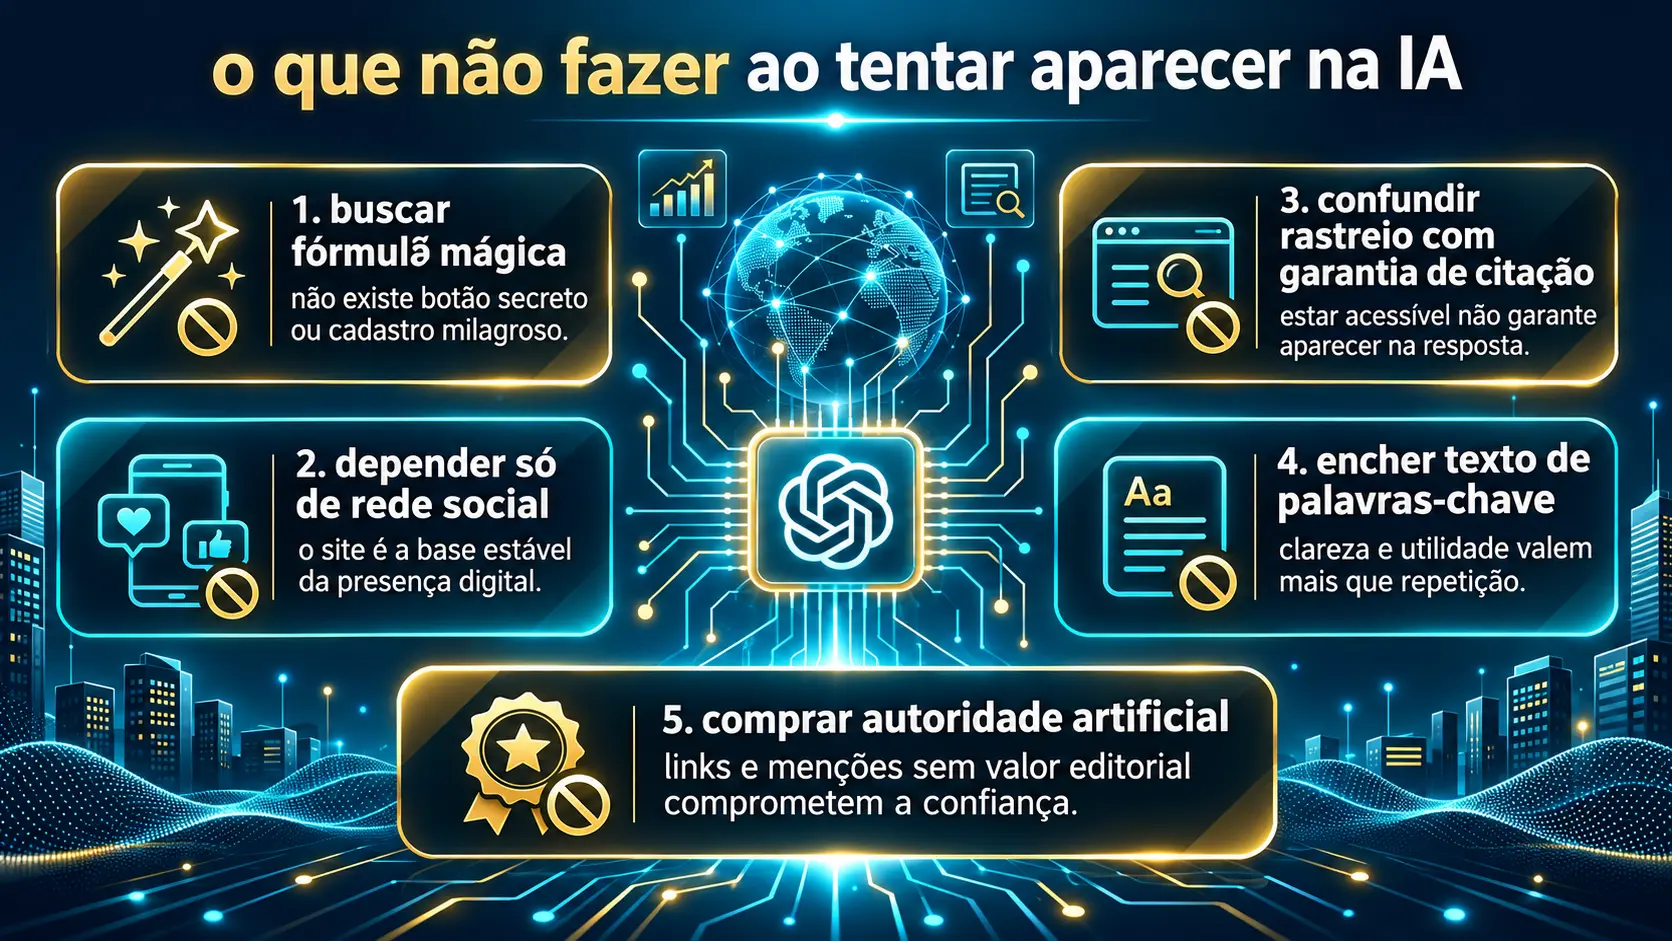 o que não fazer ao tentar aparecer na IA
1. buscar
fórmulã mágica
não existe botão secreto
ou cadastro milagroso.
2. depender só
de rede social
o site é a base estável
da presença digital.
3. confundir
rastreio com
garantia de citação
estar acessível não garante
aparecer na resposta.
Aa
4. encher texto de
palavras-chave
clareza e utilidade valem
mais que repetição.
5. comprar autoridade artificial
links e menções sem valor editorial
comprometem a confiança.